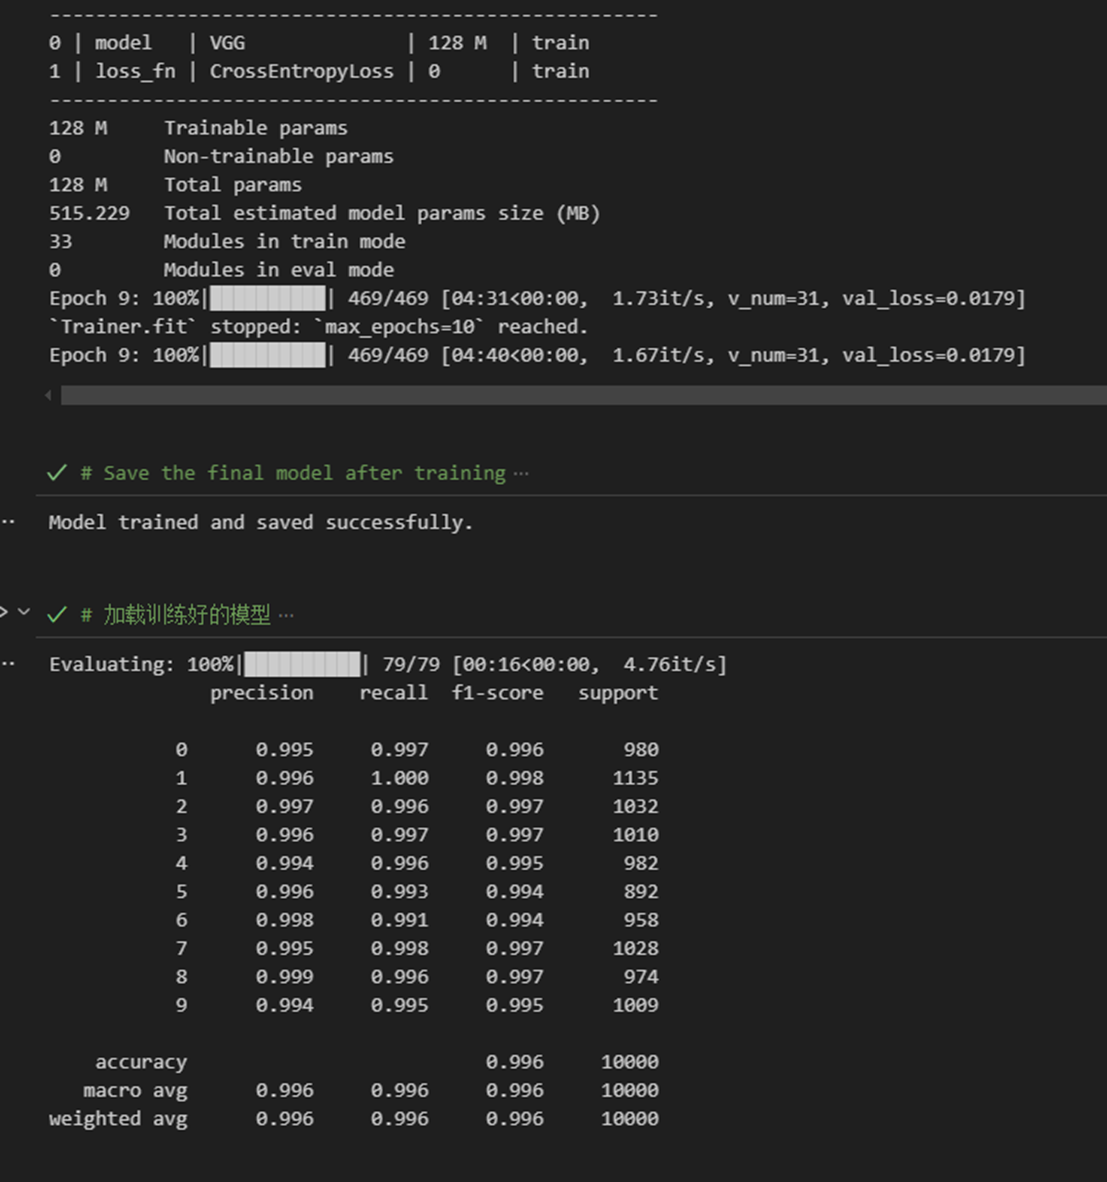 ----------------------------------------------------
0 | model   | VGG              | 128 M  | train
1 | loss_fn | CrossEntropyLoss | 0      | train
----------------------------------------------------
128 M     Trainable params
0         Non-trainable params
128 M     Total params
515.229   Total estimated model params size (MB)
33        Modules in train mode
0         Modules in eval mode
Epoch 9: 100%|██████████| 469/469 [04:31<00:00,  1.73it/s, v_num=31, val_loss=0.0179]
`Trainer.fit` stopped: `max_epochs=10` reached.
Epoch 9: 100%|██████████| 469/469 [04:40<00:00,  1.67it/s, v_num=31, val_loss=0.0179]
# Save the final model after training ···
Model trained and saved successfully.
# 加载训练好的模型 ···
Evaluating: 100%|██████████| 79/79 [00:16<00:00,  4.76it/s]
              precision    recall  f1-score   support
           0      0.995     0.997     0.996       980
           1      0.996     1.000     0.998      1135
           2      0.997     0.996     0.997      1032
           3      0.996     0.997     0.997      1010
           4      0.994     0.996     0.995       982
           5      0.996     0.993     0.994       892
           6      0.998     0.991     0.994       958
           7      0.995     0.998     0.997      1028
           8      0.999     0.996     0.997       974
           9      0.994     0.995     0.995      1009
    accuracy                          0.996     10000
   macro avg      0.996     0.996     0.996     10000
weighted avg      0.996     0.996     0.996     10000